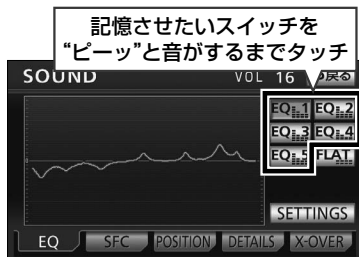 記憶させたいスイッチを
“ピーッ”と音がするまでタッチ
SOUND VOL 16 戻る
EQ 1 EQ 2
EQ 3 EQ 4
EQ 5 FLAT
0
SETTINGS
EQ SFC POSITION DETAILS X-OVER